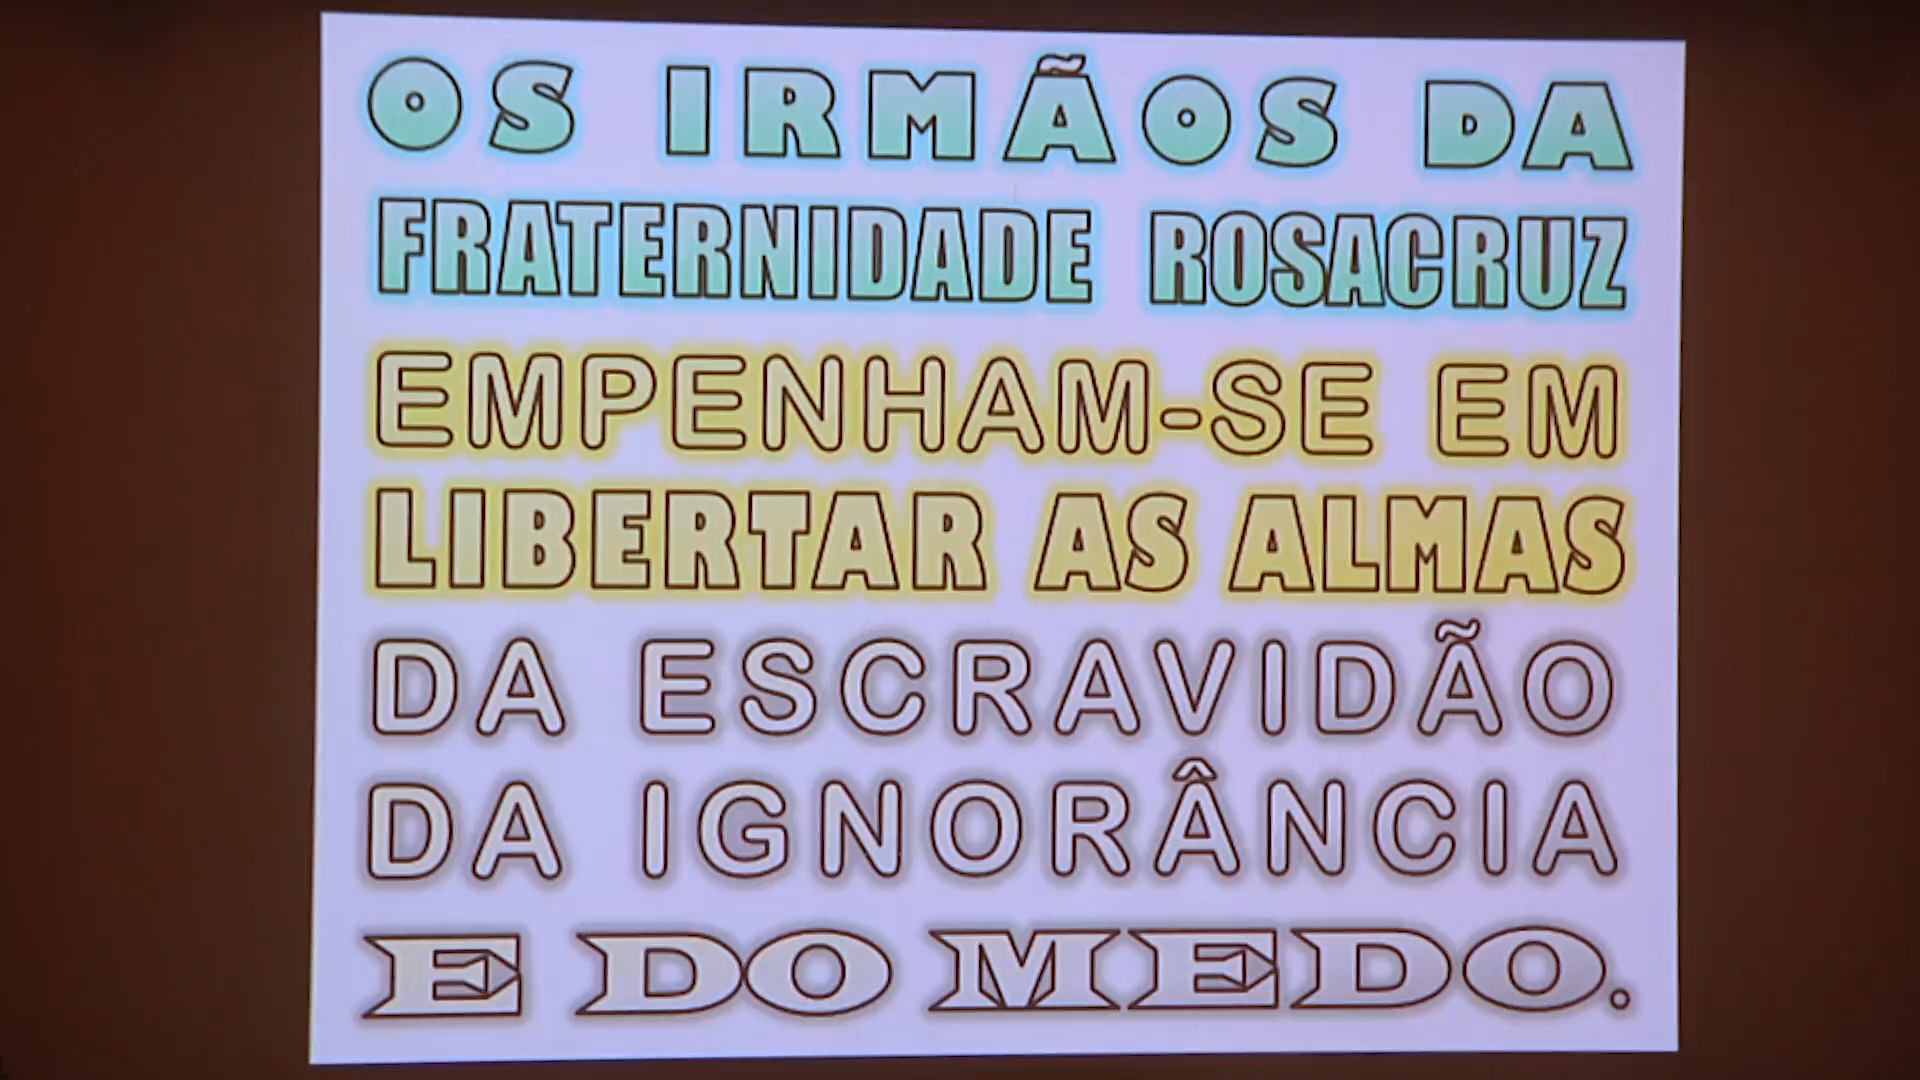 OS IRMÃOS DA
FRATERNIDADE ROSACRUZ
EMPENHAM-SE EM
LIBERTAR AS ALMAS
DA ESCRAVIDÃO
DA IGNORÂNCIA
E DO MEDO.